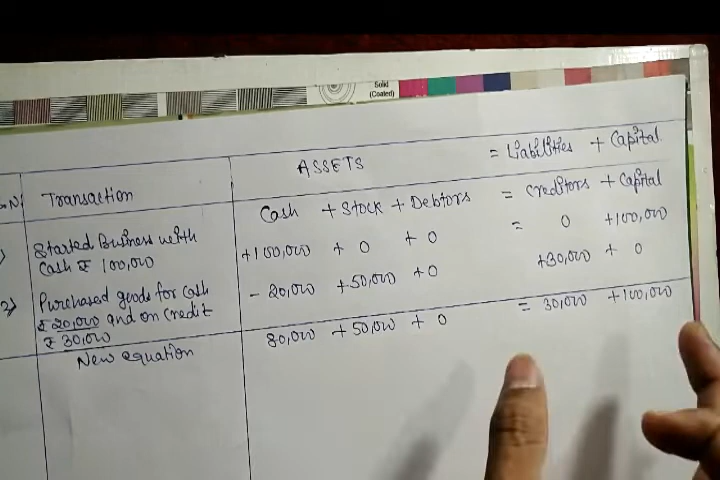 Solid
(Coated)
ASSETS = Liabilities + Capital
N. Transaction
Cash + Stock + Debtors = Creditors + Capital
Started Business with
Cash ₹ 100,000
+100,000 + 0 + 0 = 0 +100,000
2) Purchased goods for cash
₹ 20,000 and on credit
₹ 30,000
- 20,000 +50,000 +0 +30,000 + 0
New equation 80,000 + 50,000 + 0 = 30,000 +100,000